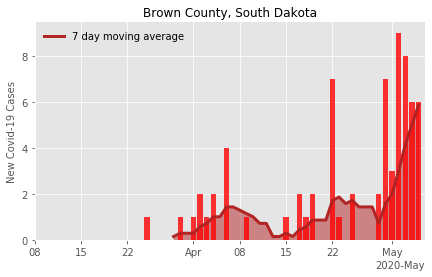 Brown County, South Dakota
7 day moving average
New Covid-19 Cases
8
6
4
2
0
08
15
22
Apr
08
15
22
May
2020-May